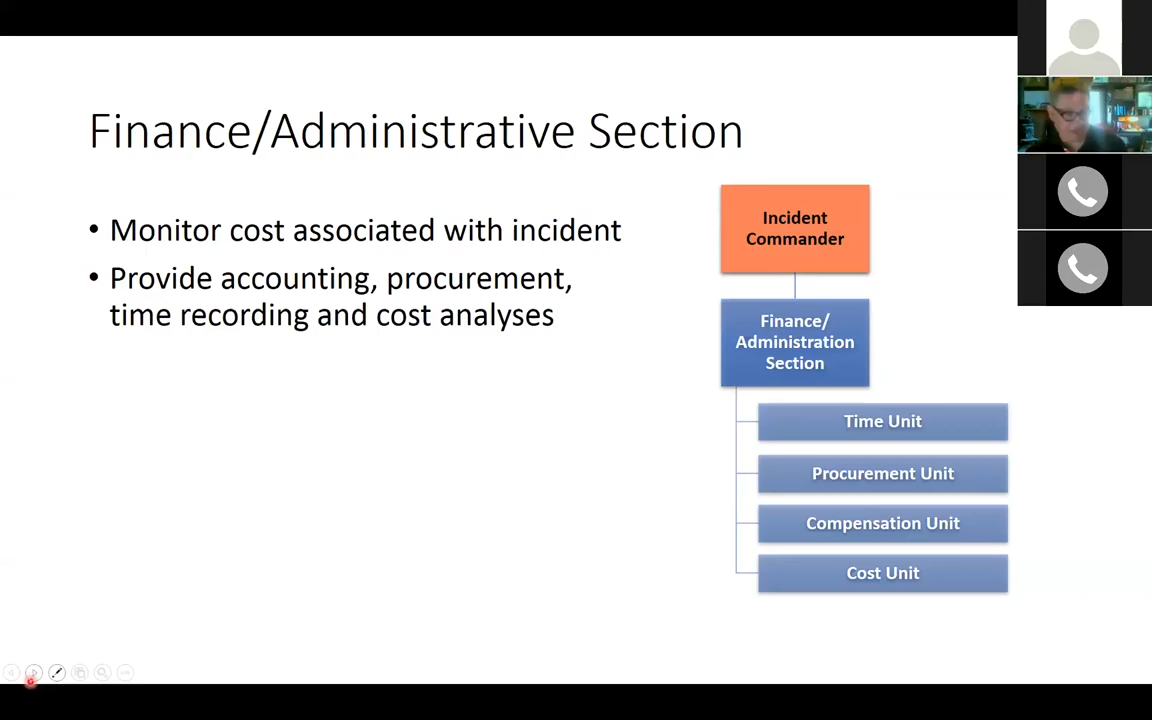 Finance/Administrative Section
• Monitor cost associated with incident
• Provide accounting, procurement,
time recording and cost analyses
Incident
Commander
Finance/
Administration
Section
Time Unit
Procurement Unit
Compensation Unit
Cost Unit